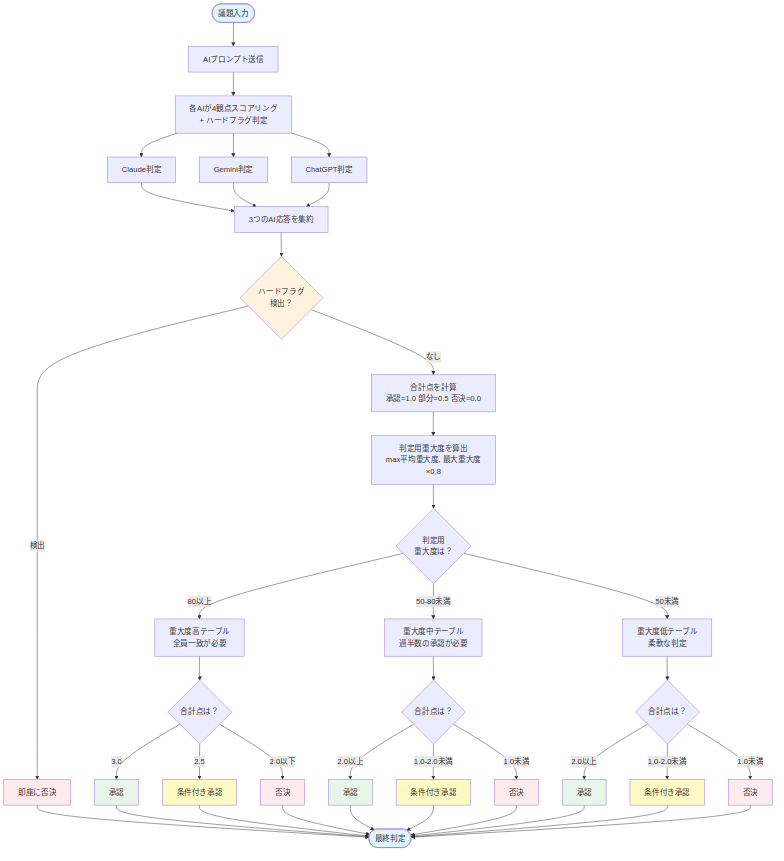 議題入力
AIプロンプト送信
各AIが4観点スコアリング
+ ハードフラグ判定
Claude判定
Gemini判定
ChatGPT判定
3つのAI応答を集約
ハードフラグ
検出？
なし
合計点を計算
承認=1.0 部分=0.5 否決=0.0
判定用重大度を算出
max平均重大度, 最大重大度
×0.8
検出
判定用
重大度は？
80以上
50-80未満
50未満
重大度高テーブル
全員一致が必要
重大度中テーブル
過半数の承認が必要
重大度低テーブル
柔軟な判定
合計点は？
合計点は？
合計点は？
3.0
2.5
2.0以下
2.0以上
1.0-2.0未満
1.0未満
2.0以上
1.0-2.0未満
1.0未満
即座に否決
承認
条件付き承認
否決
承認
条件付き承認
否決
承認
条件付き承認
否決
最終判定